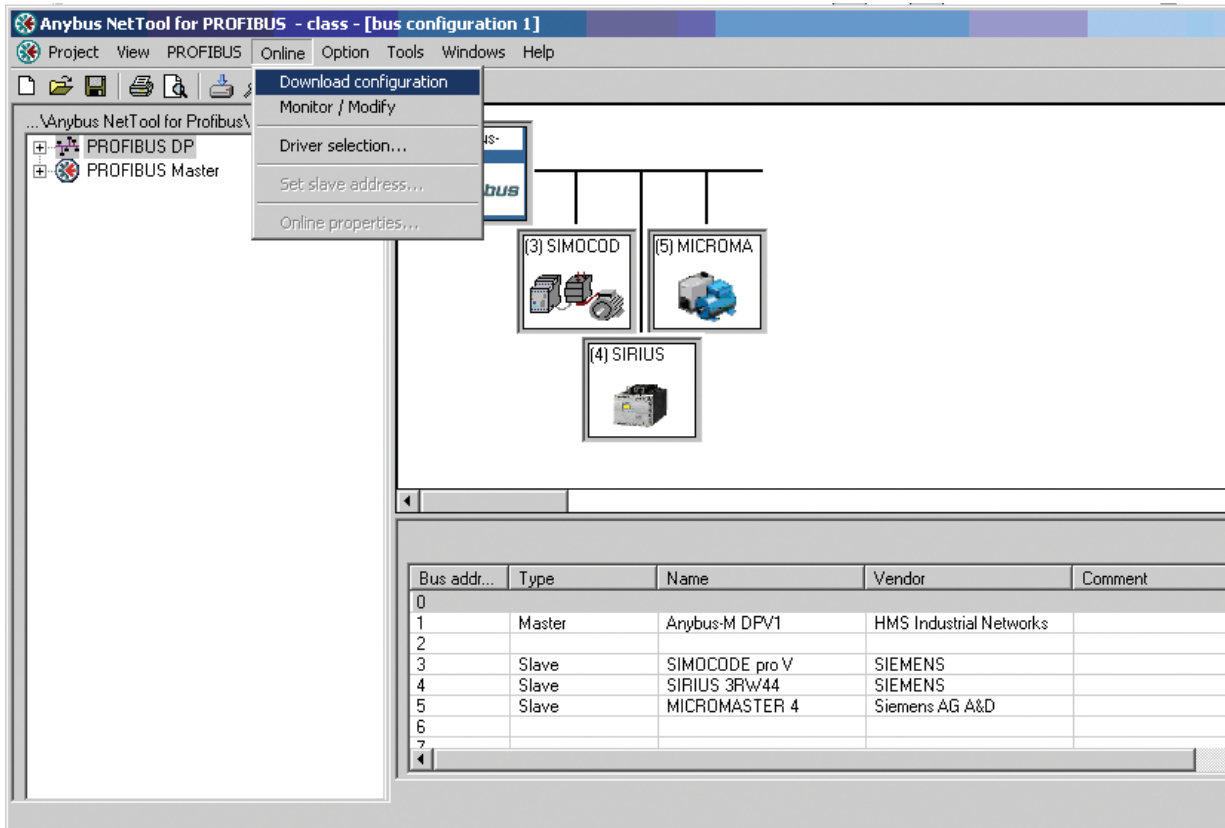 Anybus NetTool for PROFIBUS - class - [bus configuration 1]
Project View PROFIBUS Online Option Tools Windows Help
Download configuration
Monitor / Modify
Driver selection...
Set slave address...
Online properties...
...\Anybus NetTool for Profibus\
PROFIBUS DP
PROFIBUS Master
us-
bus
(3) SIMOCOD
(5) MICROMA
(4) SIRIUS
Bus addr... Type Name Vendor Comment
0
1 Master Anybus-M DPV1 HMS Industrial Networks
2
3 Slave SIMOCODE pro V SIEMENS
4 Slave SIRIUS 3RW44 SIEMENS
5 Slave MICROMASTER 4 Siemens AG A&D
6
7